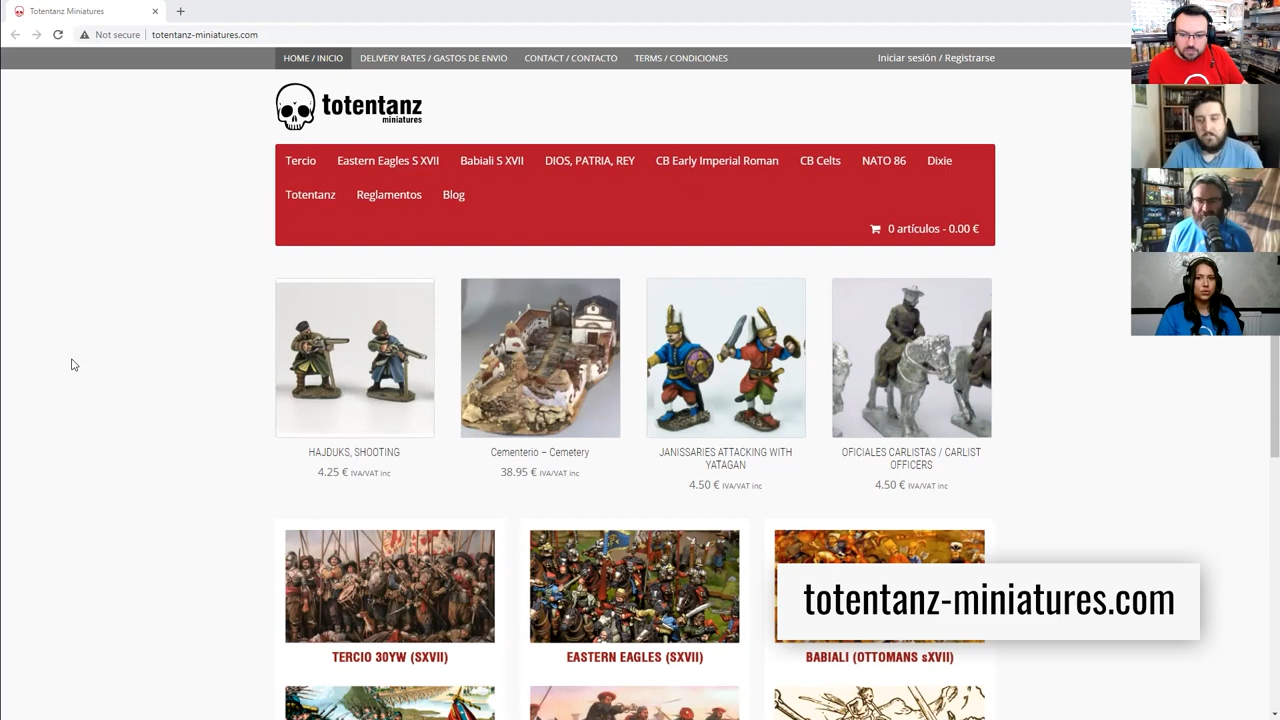 Totentanz Miniatures
Not secure
totentanz-miniatures.com
HOME / INICIO
DELIVERY RATES / GASTOS DE ENVIO
CONTACT / CONTACTO
TERMS / CONDICIONES
Iniciar sesión / Registrarse
totentanz
miniatures
Tercio
Eastern Eagles S XVII
Babiali S XVII
DIOS, PATRIA, REY
CB Early Imperial Roman
CB Celts
NATO 86
Dixie
Totentanz
Reglamentos
Blog
0 artículos - 0.00 €
HAJDUKS, SHOOTING
4.25 € IVA/VAT inc
Cementerio – Cemetery
38.95 € IVA/VAT inc
JANISSARIES ATTACKING WITH
YATAGAN
4.50 € IVA/VAT inc
OFICIALES CARLISTAS / CARLIST
OFFICERS
4.50 € IVA/VAT inc
TERCIO 30YW (SXVII)
EASTERN EAGLES (SXVII)
BABIALI (OTTOMANS sXVII)
totentanz-miniatures.com